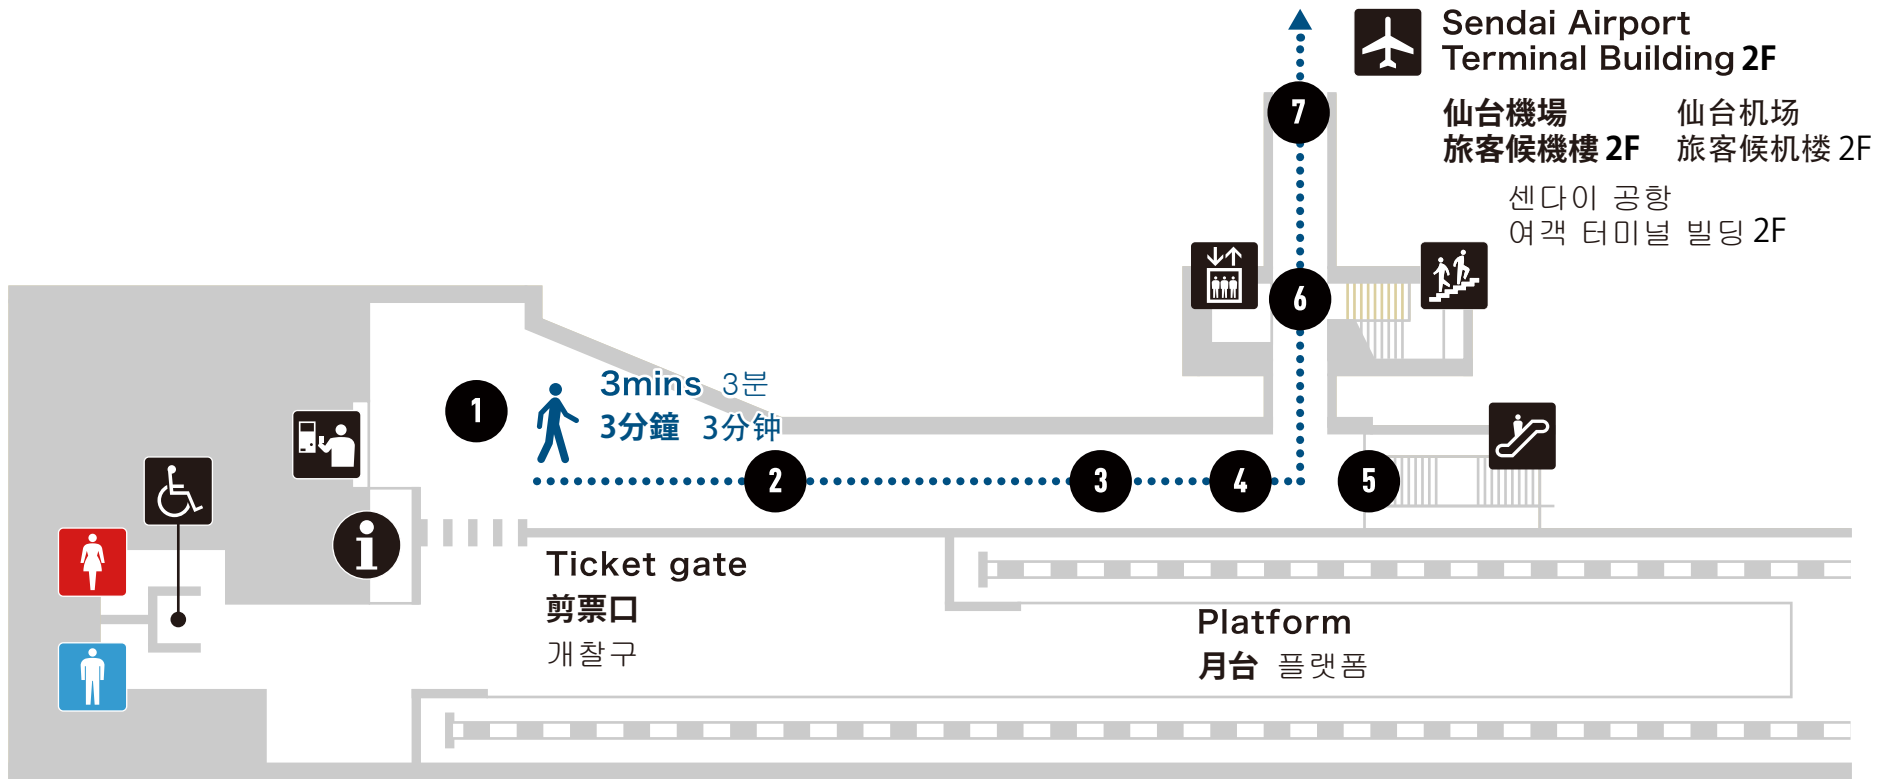 Sendai Airport
Terminal Building 2F
仙台機場
旅客候機樓 2F
仙台机场
旅客候机楼 2F
센다이 공항
여객 터미널 빌딩 2F
7
6
1
3mins 3분
3分鐘 3分钟
2
3
4
5
i
Ticket gate
剪票口
개찰구
Platform
月台 플랫폼